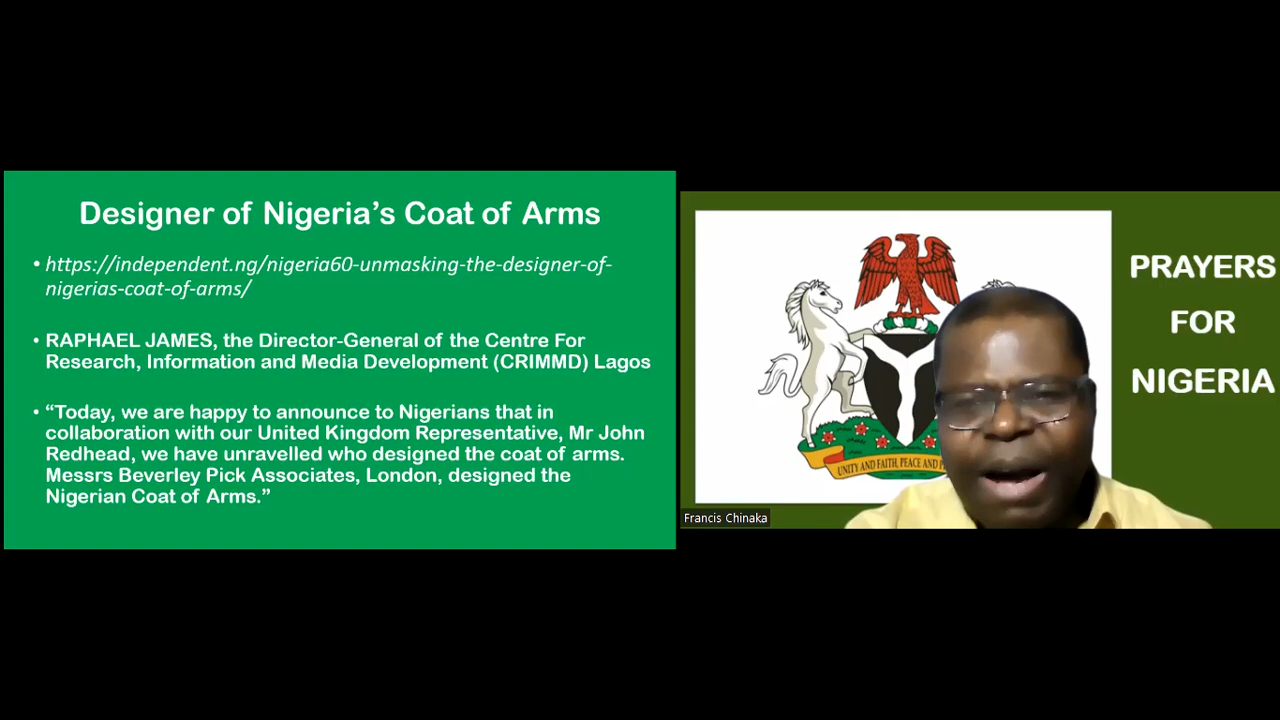 Designer of Nigeria’s Coat of Arms
• https://independent.ng/nigeria60-unmasking-the-designer-of-
nigerias-coat-of-arms/
• RAPHAEL JAMES, the Director-General of the Centre For
Research, Information and Media Development (CRIMMD) Lagos
• “Today, we are happy to announce to Nigerians that in
collaboration with our United Kingdom Representative, Mr John
Redhead, we have unravelled who designed the coat of arms.
Messrs Beverley Pick Associates, London, designed the
Nigerian Coat of Arms.”
UNITY AND FAITH, PEACE AND
PRAYERS
FOR
NIGERIA
Francis Chinaka